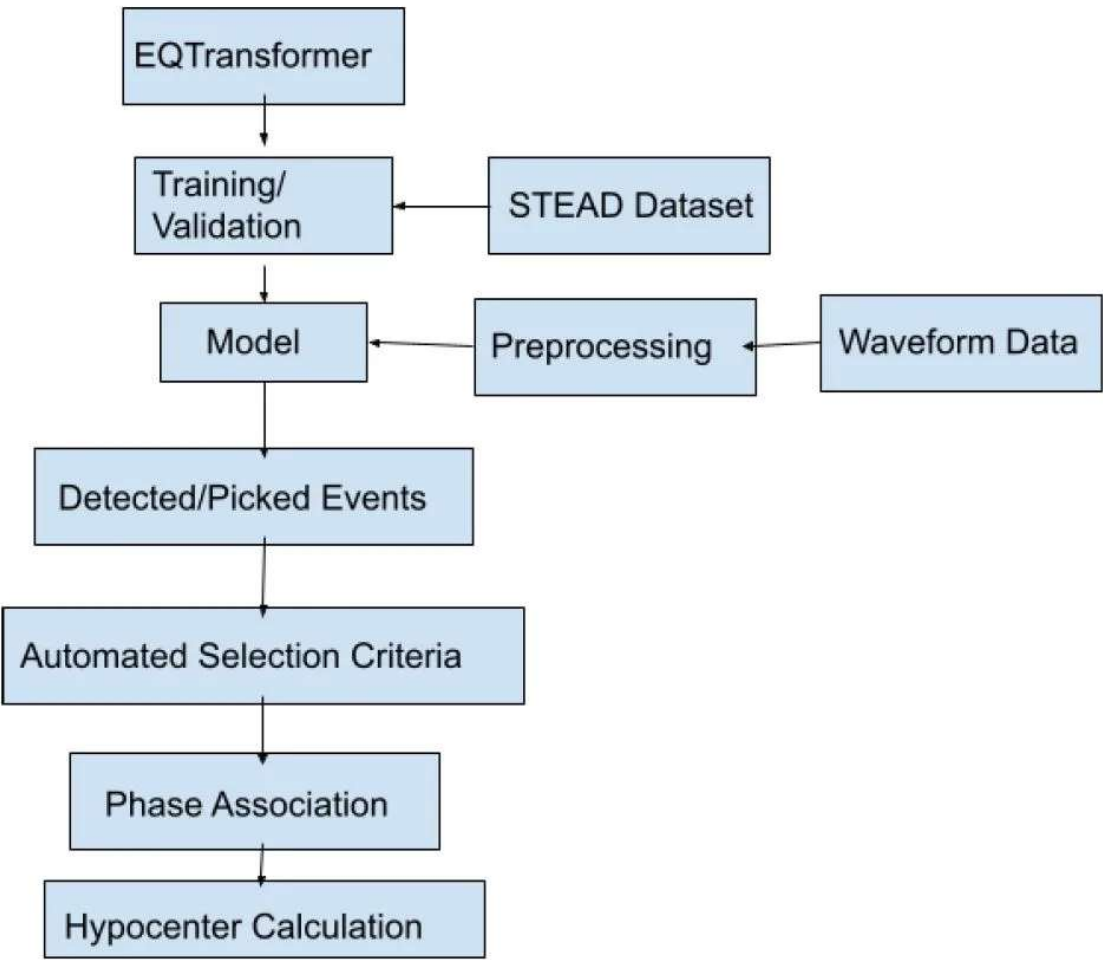 EQTransformer
Training/
Validation
STEAD Dataset
Model
Preprocessing
Waveform Data
Detected/Picked Events
Automated Selection Criteria
Phase Association
Hypocenter Calculation